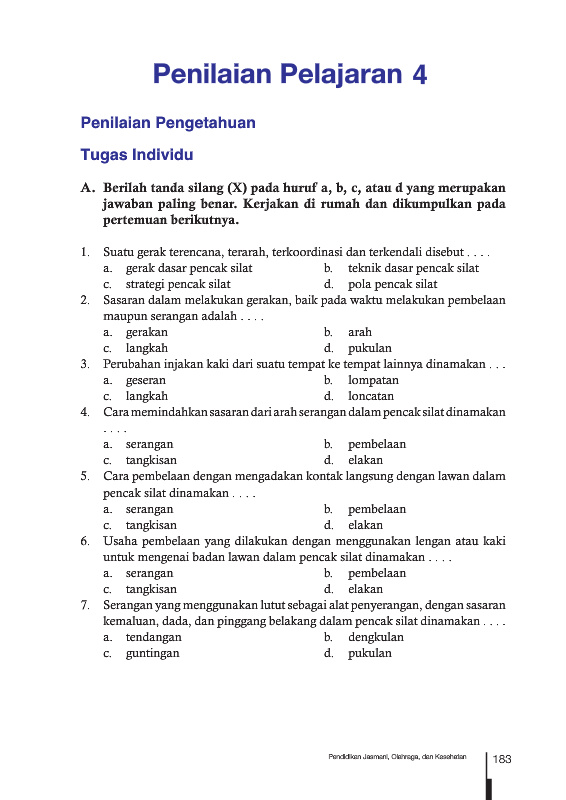 Penilaian Pelajaran 4
Penilaian Pengetahuan
Tugas Individu
A. Berilah tanda silang (X) pada huruf a, b, c, atau d yang merupakan
jawaban paling benar. Kerjakan di rumah dan dikumpulkan pada
pertemuan berikutnya.
1. Suatu gerak terencana, terarah, terkoordinasi dan terkendali disebut . . . .
a. gerak dasar pencak silat b. teknik dasar pencak silat
c. strategi pencak silat d. pola pencak silat
2. Sasaran dalam melakukan gerakan, baik pada waktu melakukan pembelaan
maupun serangan adalah . . . .
a. gerakan b. arah
c. langkah d. pukulan
3. Perubahan injakan kaki dari suatu tempat ke tempat lainnya dinamakan . . .
a. geseran b. lompatan
c. langkah d. loncatan
4. Cara memindahkan sasaran dari arah serangan dalam pencak silat dinamakan
. . . .
a. serangan b. pembelaan
c. tangkisan d. elakan
5. Cara pembelaan dengan mengadakan kontak langsung dengan lawan dalam
pencak silat dinamakan . . . .
a. serangan b. pembelaan
c. tangkisan d. elakan
6. Usaha pembelaan yang dilakukan dengan menggunakan lengan atau kaki
untuk mengenai badan lawan dalam pencak silat dinamakan . . . .
a. serangan b. pembelaan
c. tangkisan d. elakan
7. Serangan yang menggunakan lutut sebagai alat penyerangan, dengan sasaran
kemaluan, dada, dan pinggang belakang dalam pencak silat dinamakan . . . .
a. tendangan b. dengkulan
c. guntingan d. pukulan
Pendidikan Jasmani, Olahraga, dan Kesehatan 183